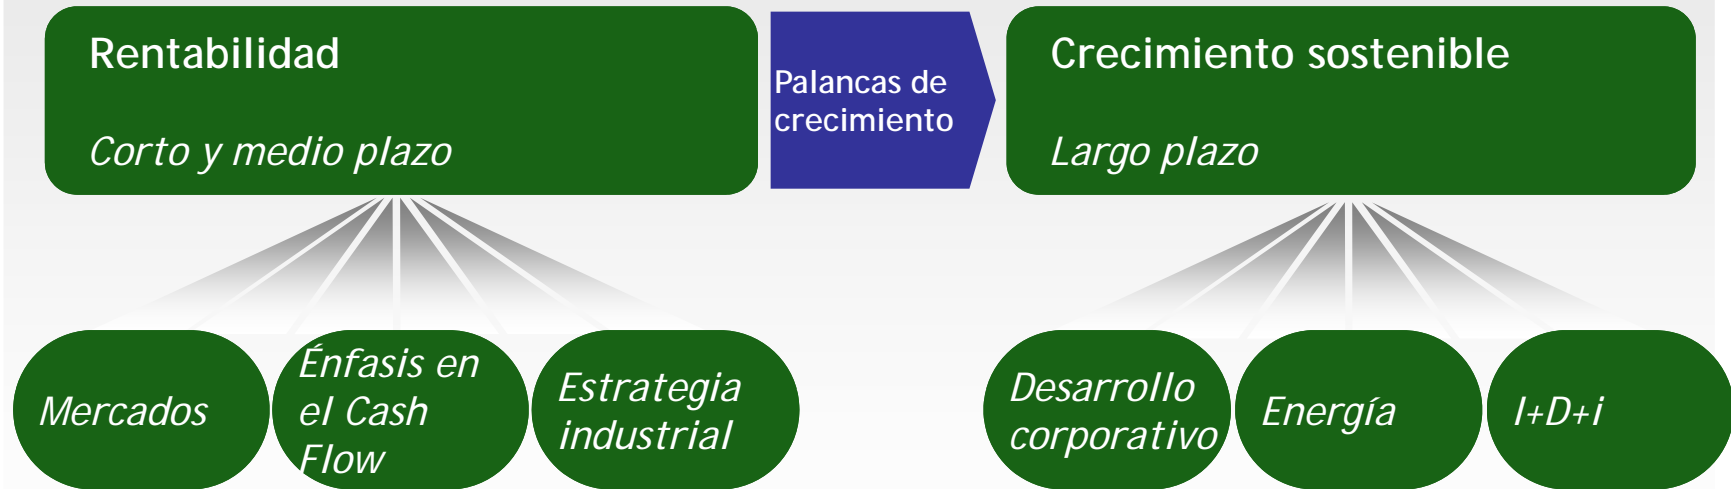 Rentabilidad
Corto y medio plazo
Palancas de
crecimiento
Crecimiento sostenible
Largo plazo
Mercados
Énfasis en
el Cash
Flow
Estrategia
industrial
Desarrollo
corporativo
Energía
I+D+i